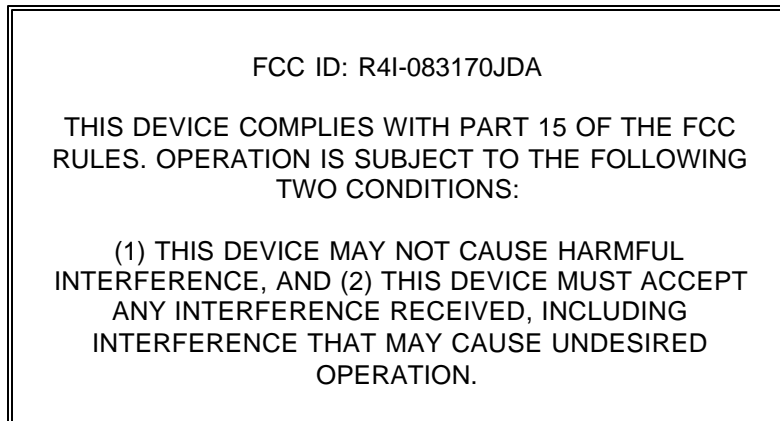 FCC ID: R4I-083170JDA
THIS DEVICE COMPLIES WITH PART 15 OF THE FCC
RULES. OPERATION IS SUBJECT TO THE FOLLOWING
TWO CONDITIONS:
(1) THIS DEVICE MAY NOT CAUSE HARMFUL
INTERFERENCE, AND (2) THIS DEVICE MUST ACCEPT
ANY INTERFERENCE RECEIVED, INCLUDING
INTERFERENCE THAT MAY CAUSE UNDESIRED
OPERATION.